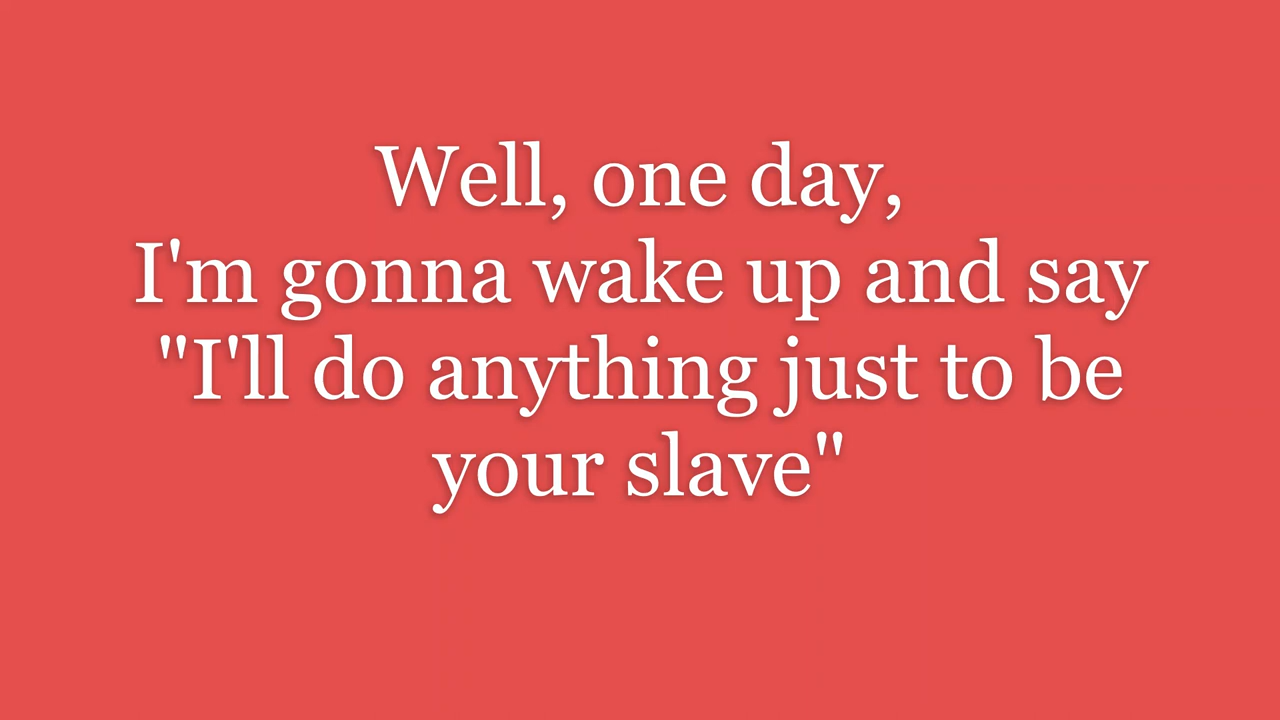 Well, one day,
I'm gonna wake up and say
"I'll do anything just to be
your slave"